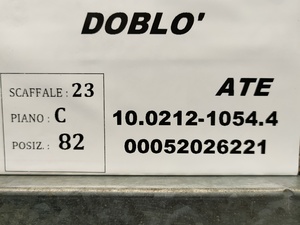 DOBLO'
SCAFFALE : 23
PIANO : C
POSIZ. : 82
ATE
10.0212-1054.4
00052026221